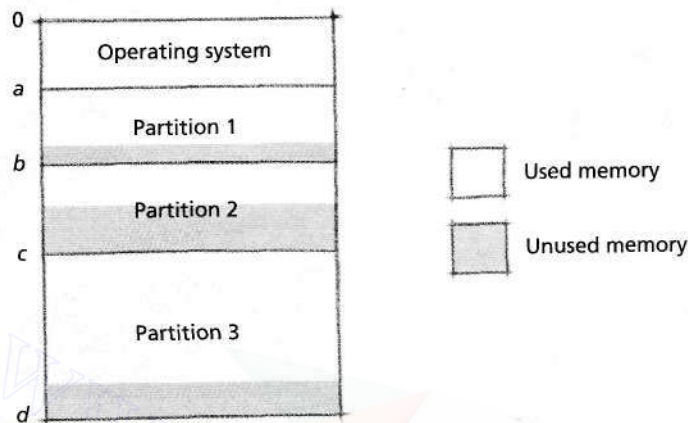 0
Operating system
a
Partition 1
b
Partition 2
c
Partition 3
d
Used memory
Unused memory